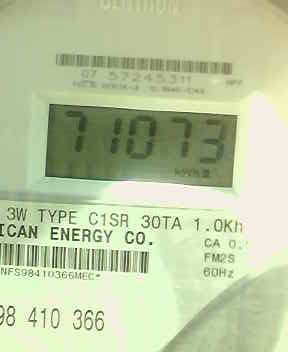 CENTRON
07 57245311
71073
3W TYPE C1SR 30TA 1.0Kh
ICAN ENERGY CO.
CA 0.
FM2S
60Hz
NFS98410366MEC*
98 410 366